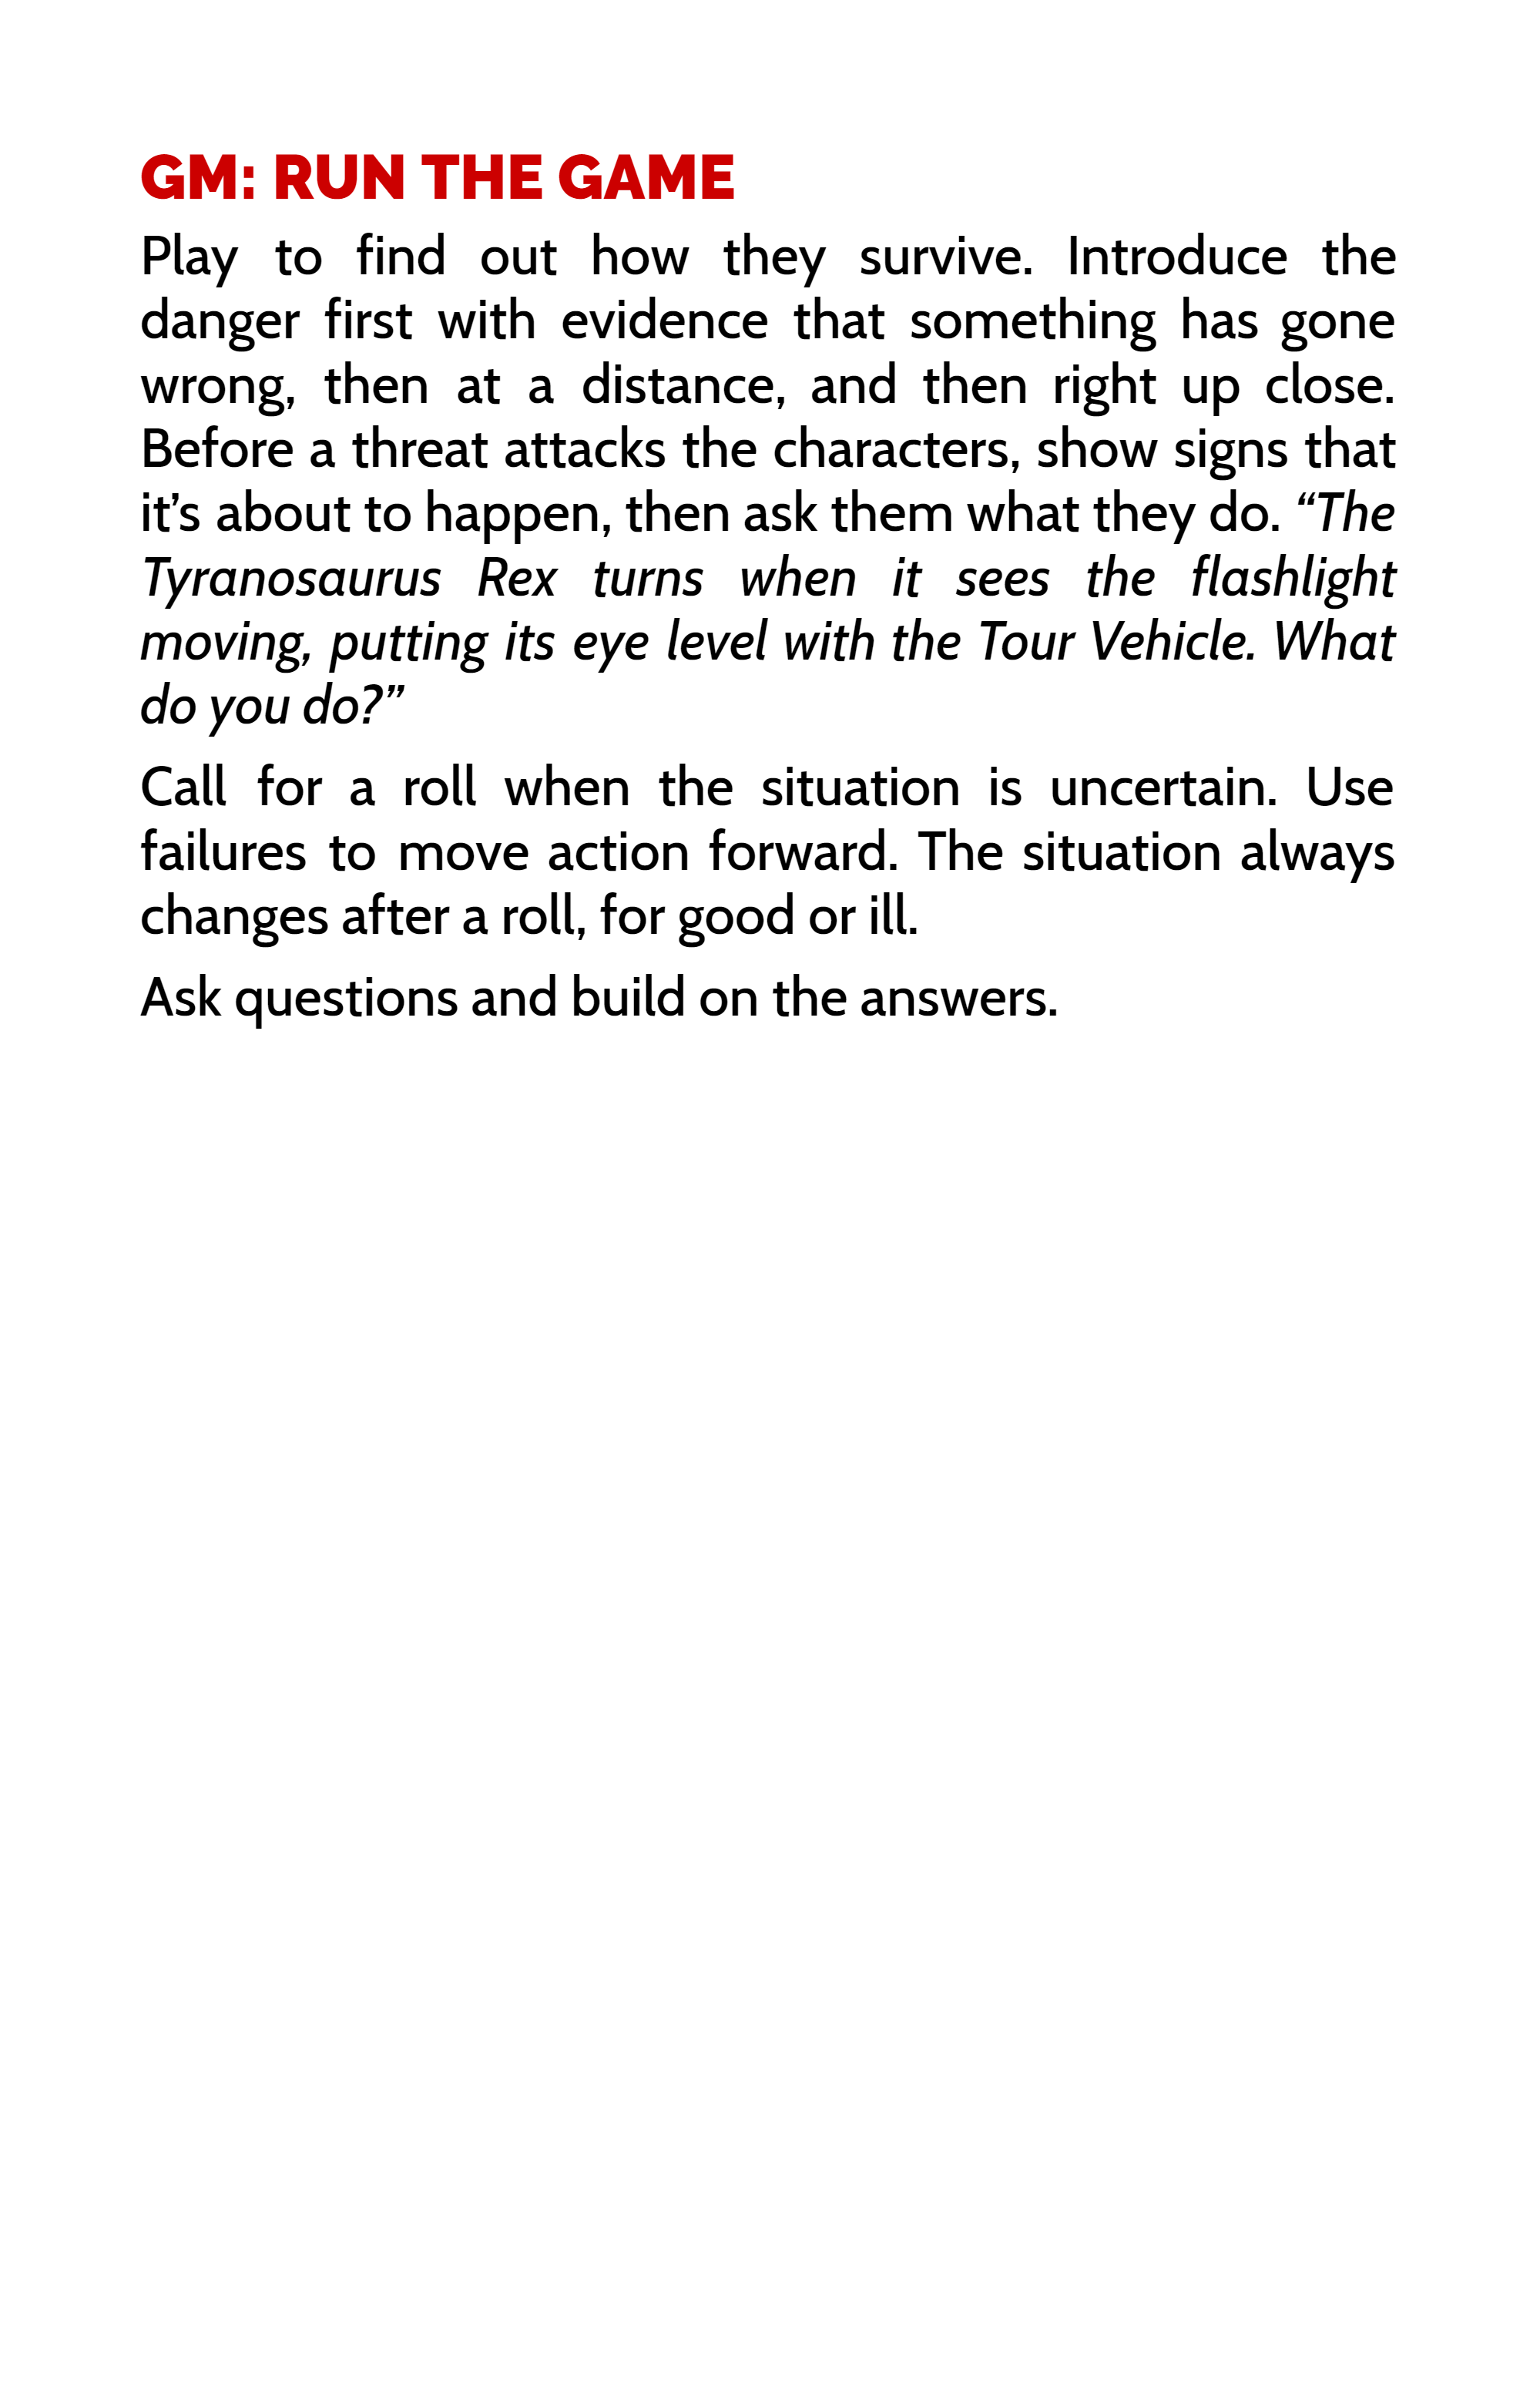 GM: RUN THE GAME
Play to find out how they survive. Introduce the
danger first with evidence that something has gone
wrong, then at a distance, and then right up close.
Before a threat attacks the characters, show signs that
it’s about to happen, then ask them what they do. “The
Tyranosaurus Rex turns when it sees the flashlight
moving, putting its eye level with the Tour Vehicle. What
do you do?”
Call for a roll when the situation is uncertain. Use
failures to move action forward. The situation always
changes after a roll, for good or ill.
Ask questions and build on the answers.